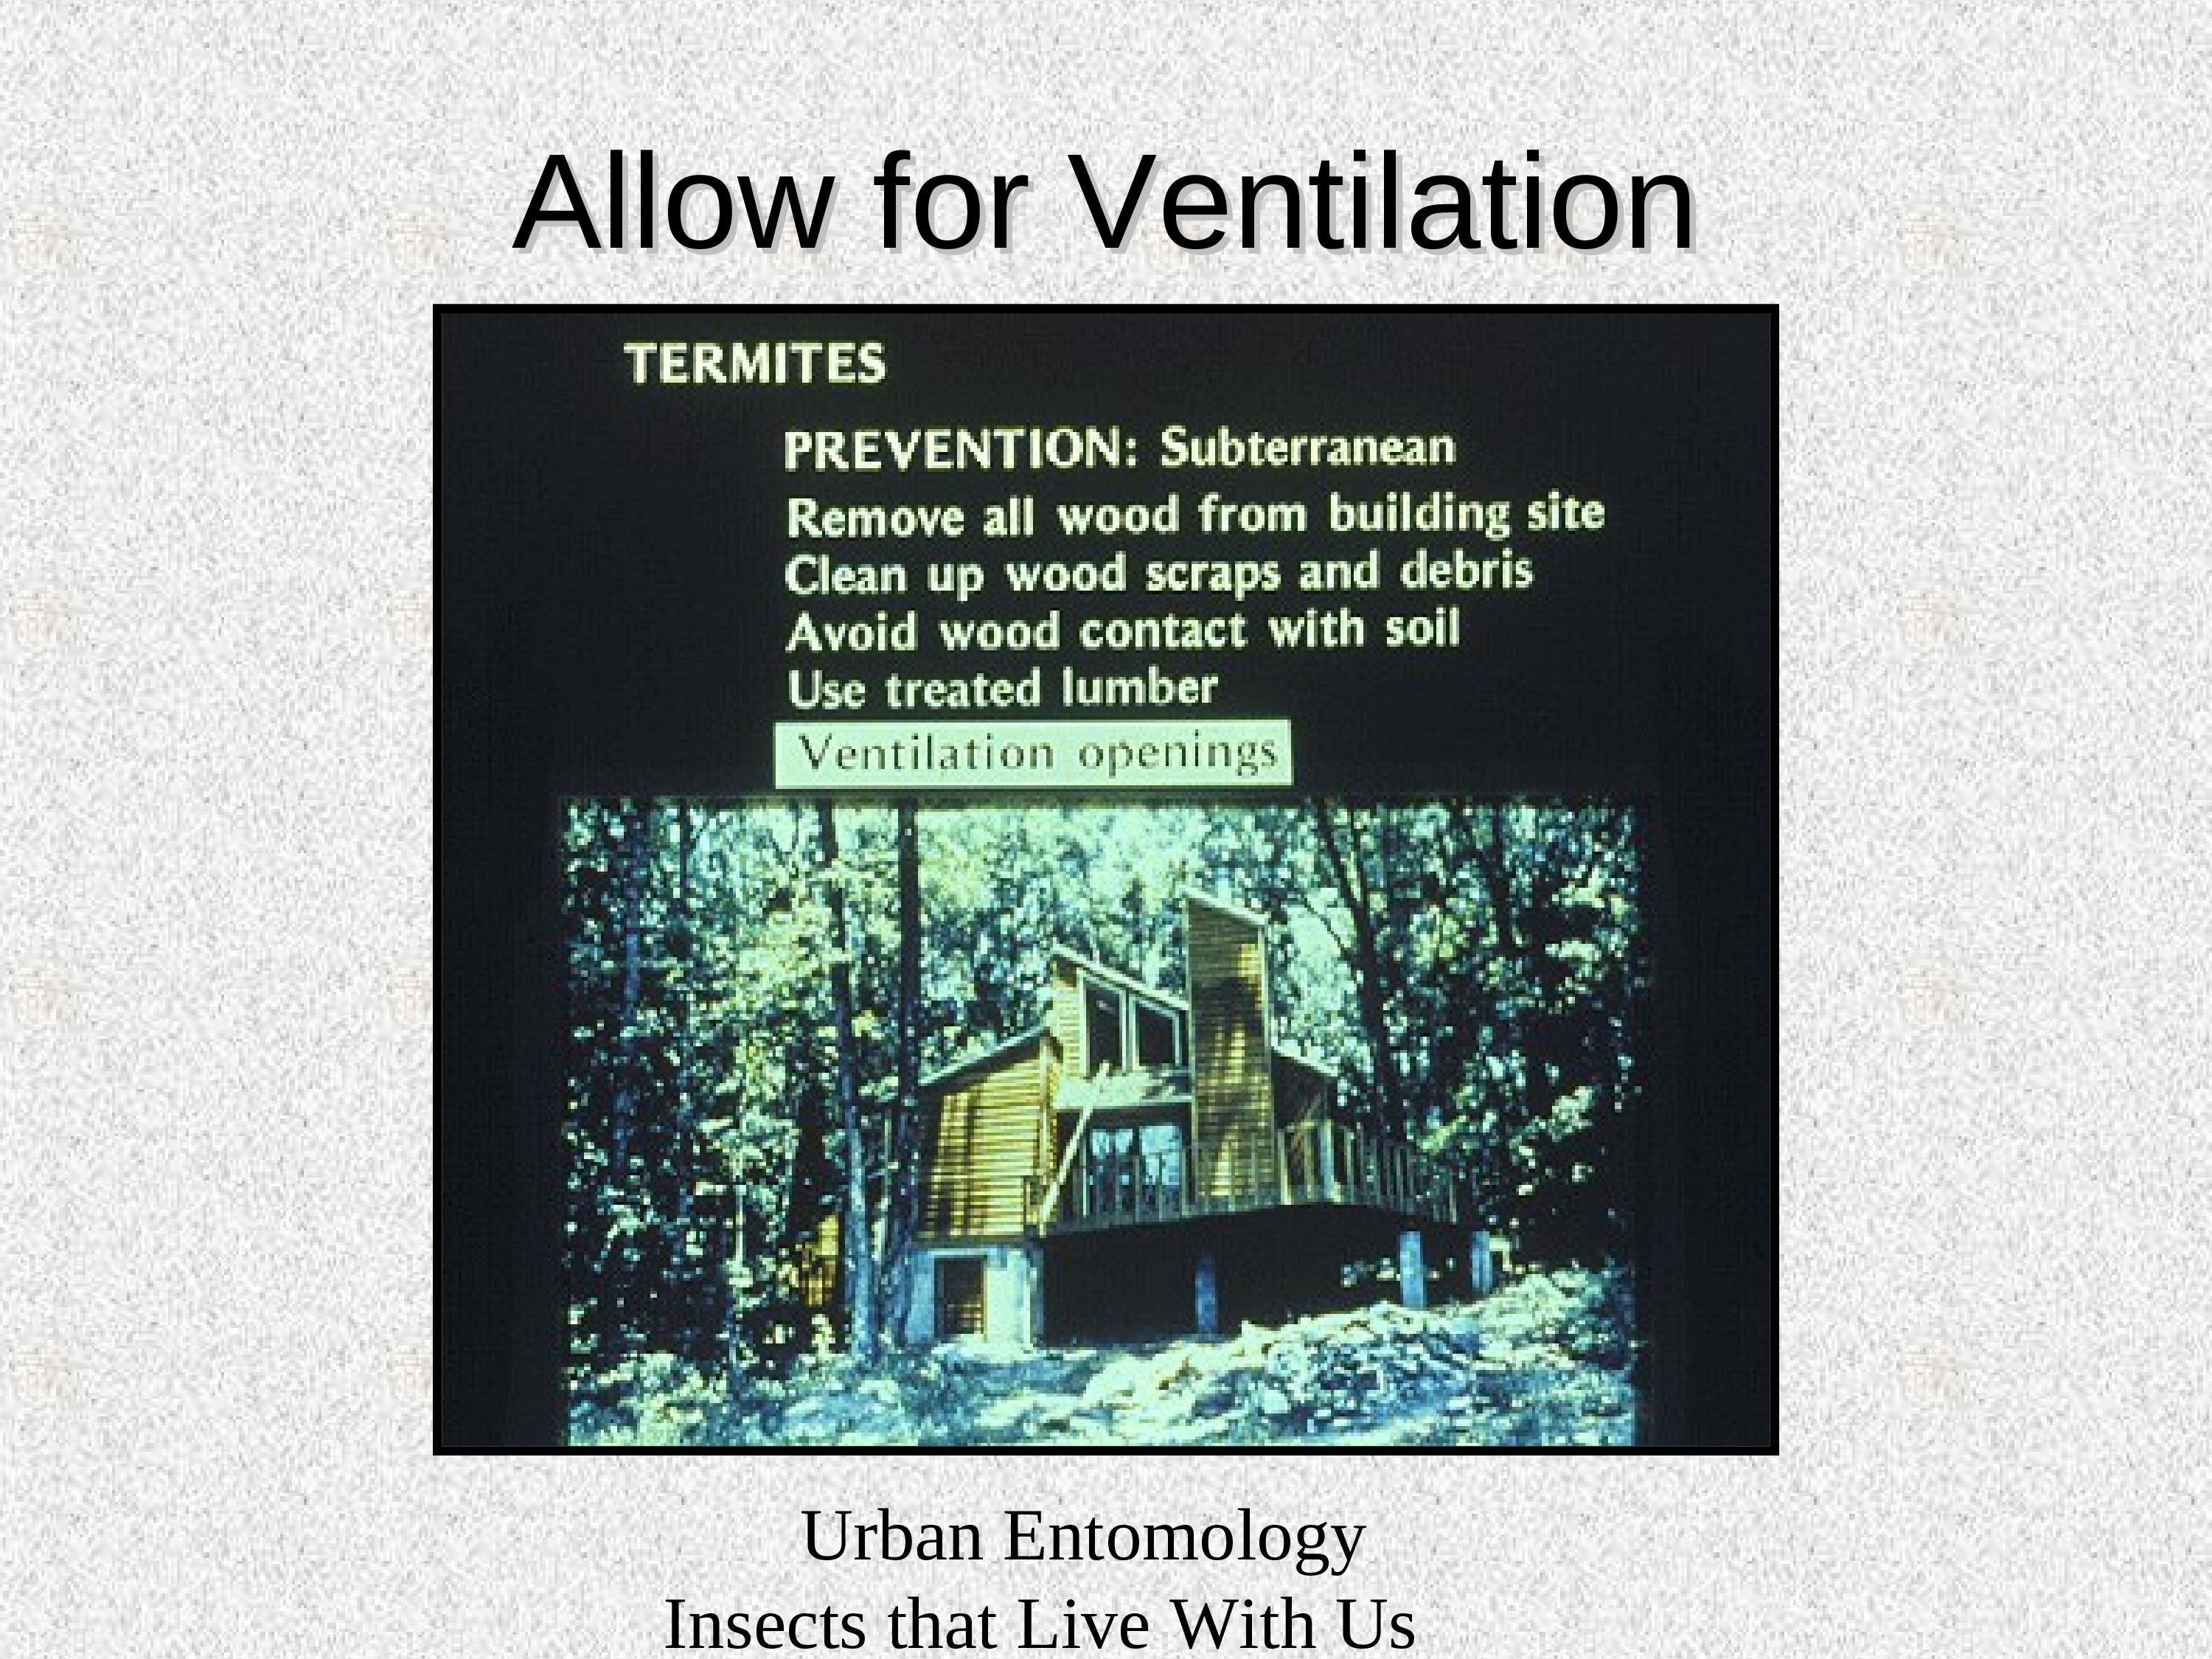 Allow for Ventilation
TERMITES
PREVENTION: Subterranean
Remove all wood from building site
Clean up wood scraps and debris
Avoid wood contact with soil
Use treated lumber
Ventilation openings
Urban Entomology
Insects that Live With Us